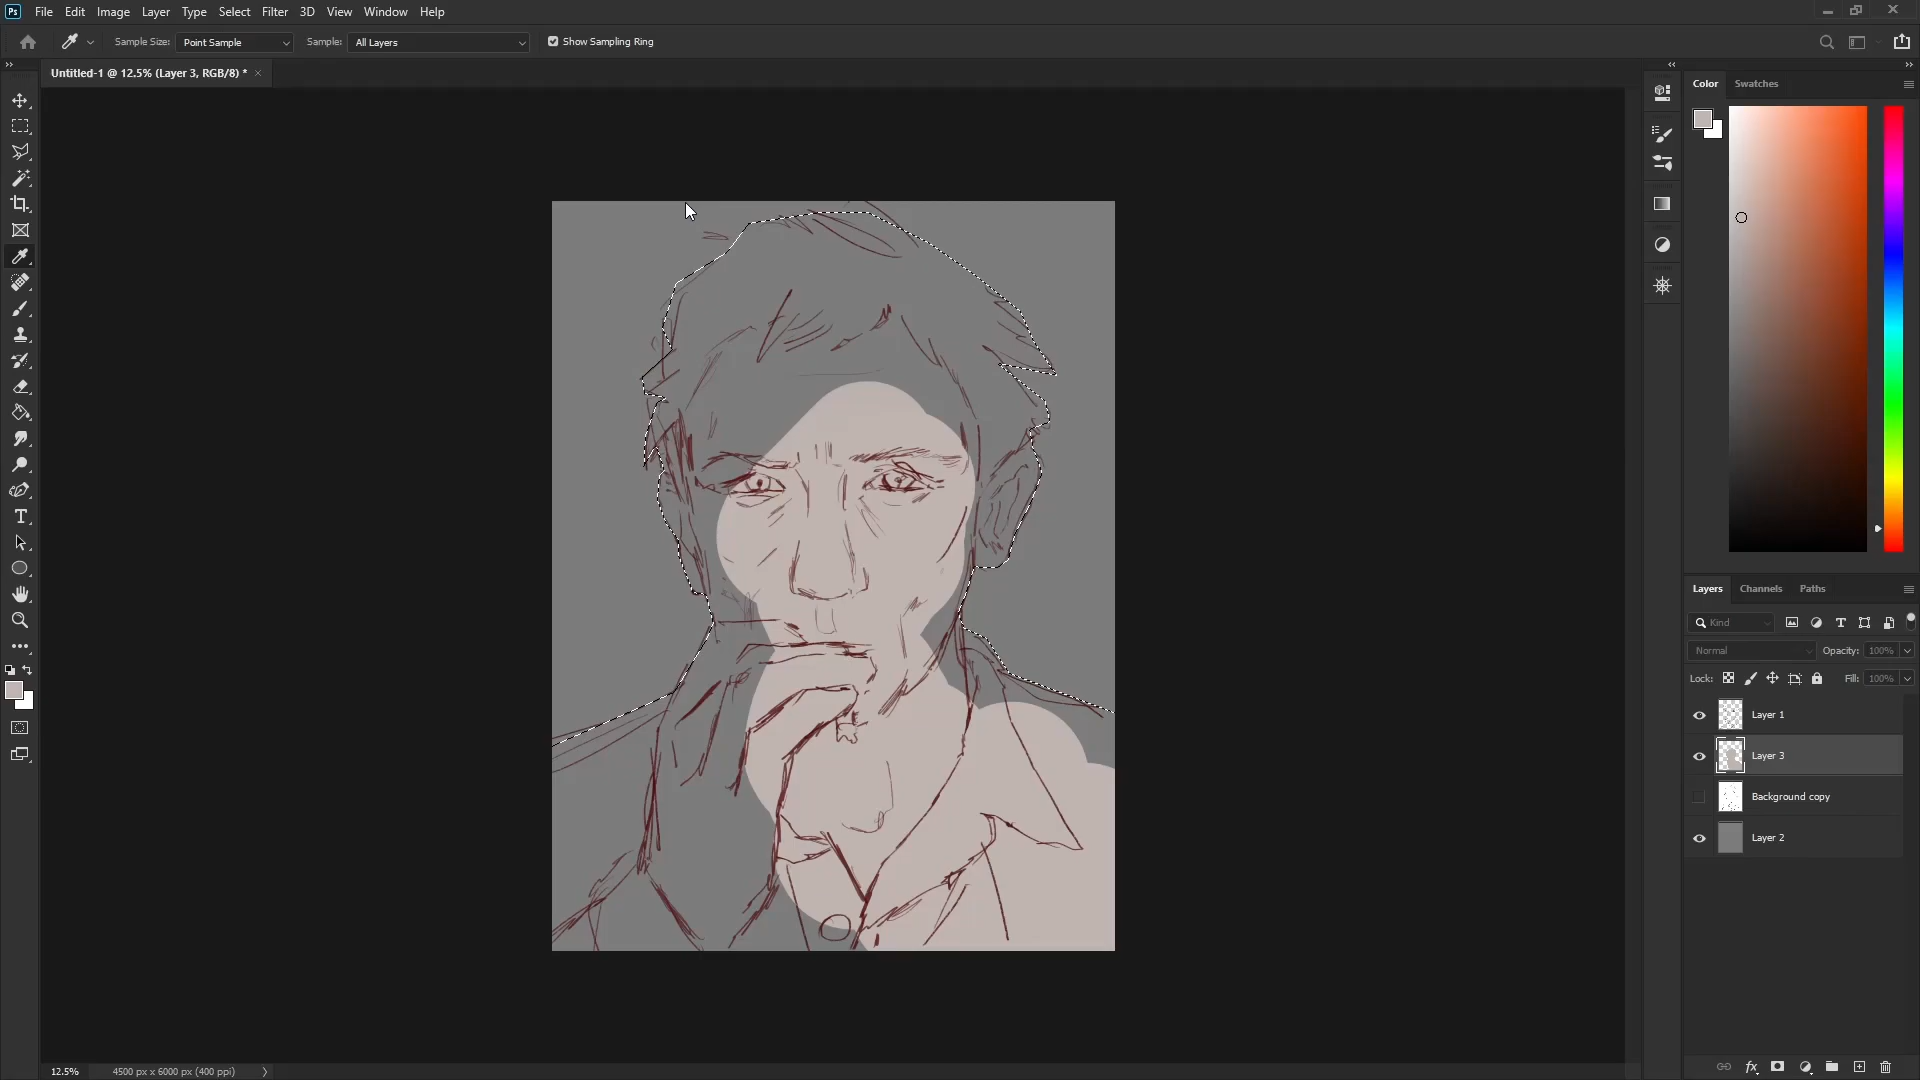 Ps File Edit Image Layer Type Select Filter 3D View Window Help
Sample Size: Point Sample Sample: All Layers Show Sampling Ring
Untitled-1 @ 12.5% (Layer 3, RGB/8) *
Color Swatches
Layers Channels Paths
Kind
Normal Opacity: 100%
Lock: Fill: 100%
Layer 1
Layer 3
Background copy
Layer 2
12.5% 4500 px x 6000 px (400 ppi)